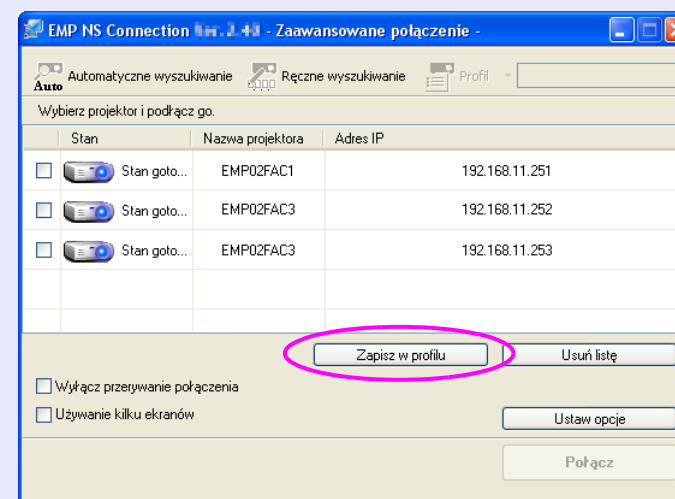 EMP NS Connection - Zaawansowane połączenie -
Auto Automatyczne wyszukiwanie Ręczne wyszukiwanie Profil
Wybierz projektor i podłącz go.
Stan Nazwa projektora Adres IP
Stan goto... EMP02FAC1 192.168.11.251
Stan goto... EMP02FAC3 192.168.11.252
Stan goto... EMP02FAC3 192.168.11.253
Zapisz w profilu Usuń listę
Wyłącz przerywanie połączenia
Używanie kilku ekranów
Ustaw opcje
Połącz